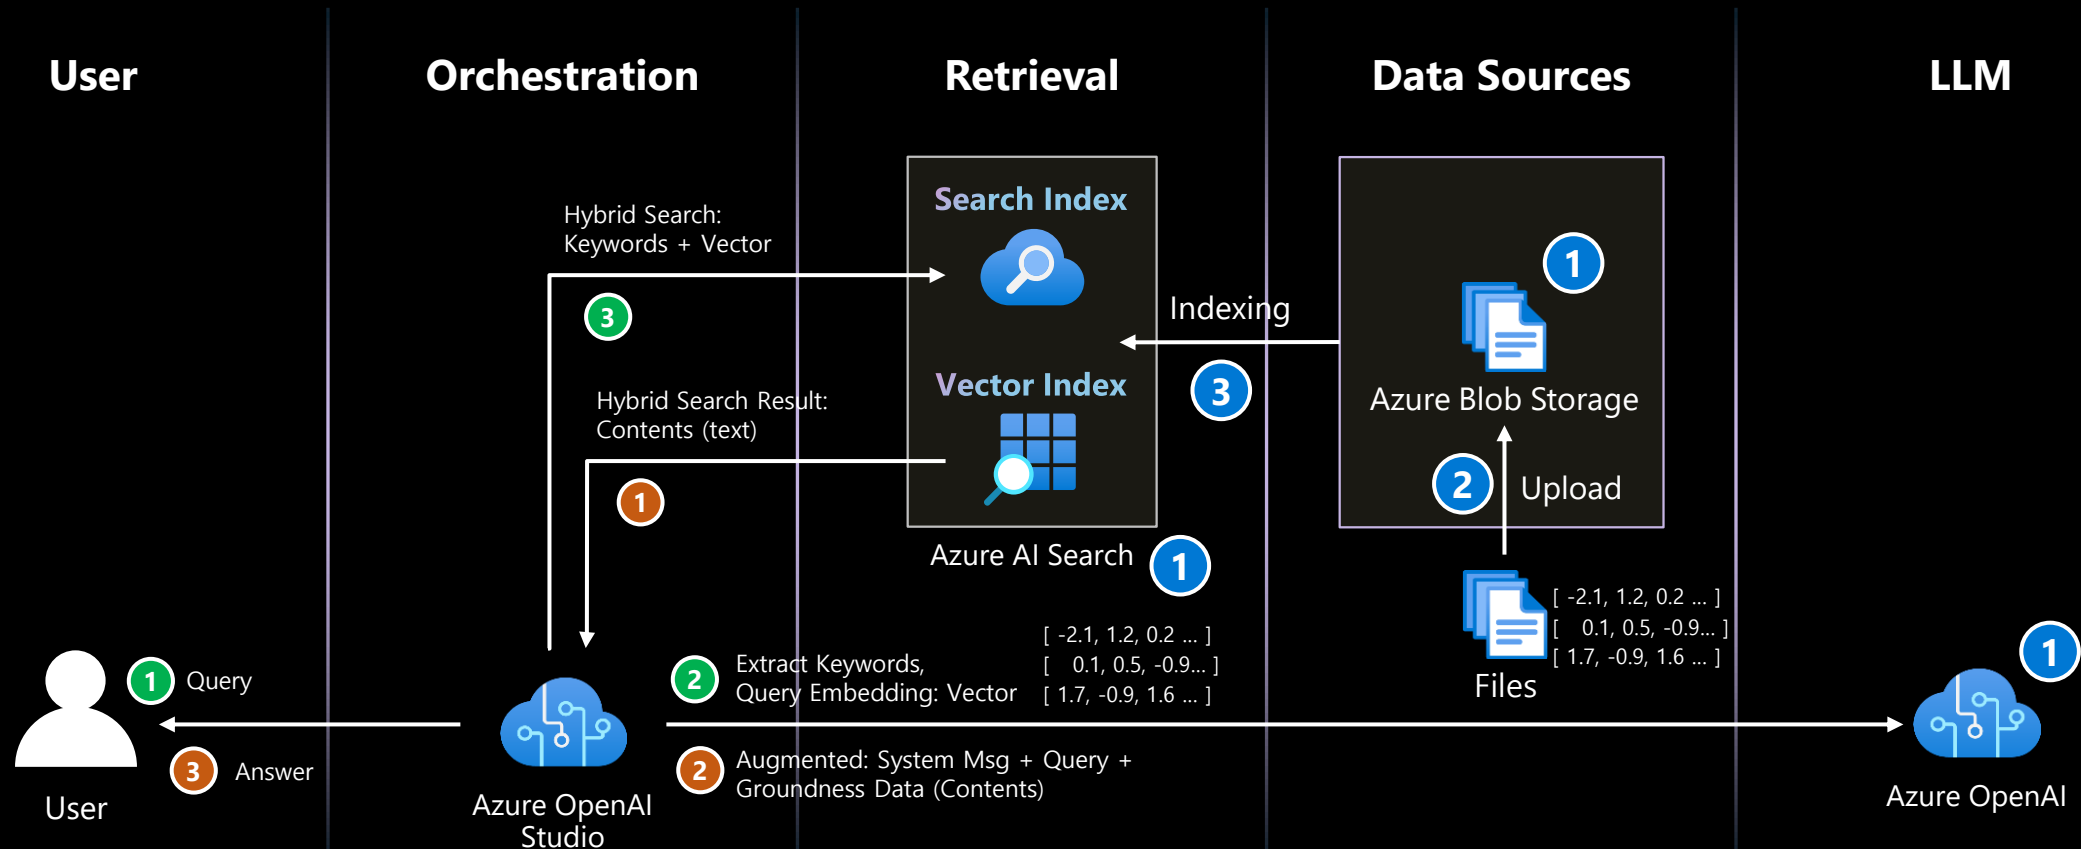 User
Orchestration
Retrieval
Data Sources
LLM
Hybrid Search:
Keywords + Vector
3
Search Index
1
Indexing
3
Vector Index
Azure Blob Storage
Hybrid Search Result:
Contents (text)
1
2
Upload
Azure AI Search
1
[ -2.1, 1.2, 0.2 ... ]
[ 0.1, 0.5, -0.9... ]
[ 1.7, -0.9, 1.6 ... ]
Files
1
Query
2
Extract Keywords,
Query Embedding: Vector
[ -2.1, 1.2, 0.2 ... ]
[ 0.1, 0.5, -0.9... ]
[ 1.7, -0.9, 1.6 ... ]
1
3
Answer
2
Augmented: System Msg + Query +
Groundness Data (Contents)
User
Azure OpenAI
Studio
Azure OpenAI